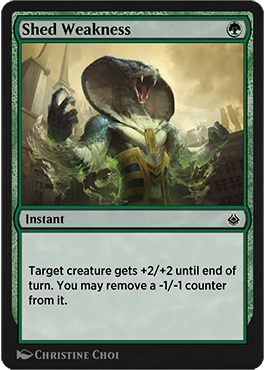 Shed Weakness
Instant
Target creature gets +2/+2 until end of
turn. You may remove a -1/-1 counter
from it.
Christine Choi